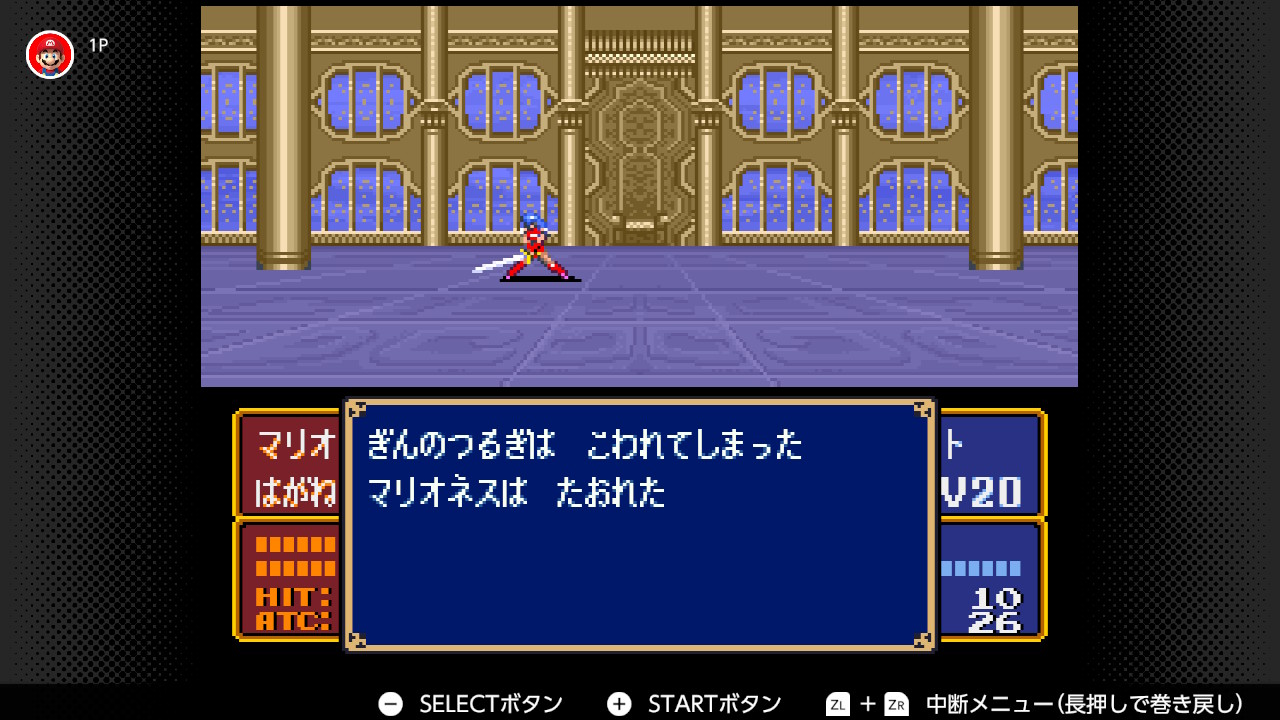 1P
ぎんのつるぎは　こわれてしまった
マリオネスは　たおれた
マリオ
はがね
HIT:
ATC:
ト
V20
10
26
SELECTボタン
STARTボタン
ZL + ZR 中断メニュー(長押しで巻き戻し)